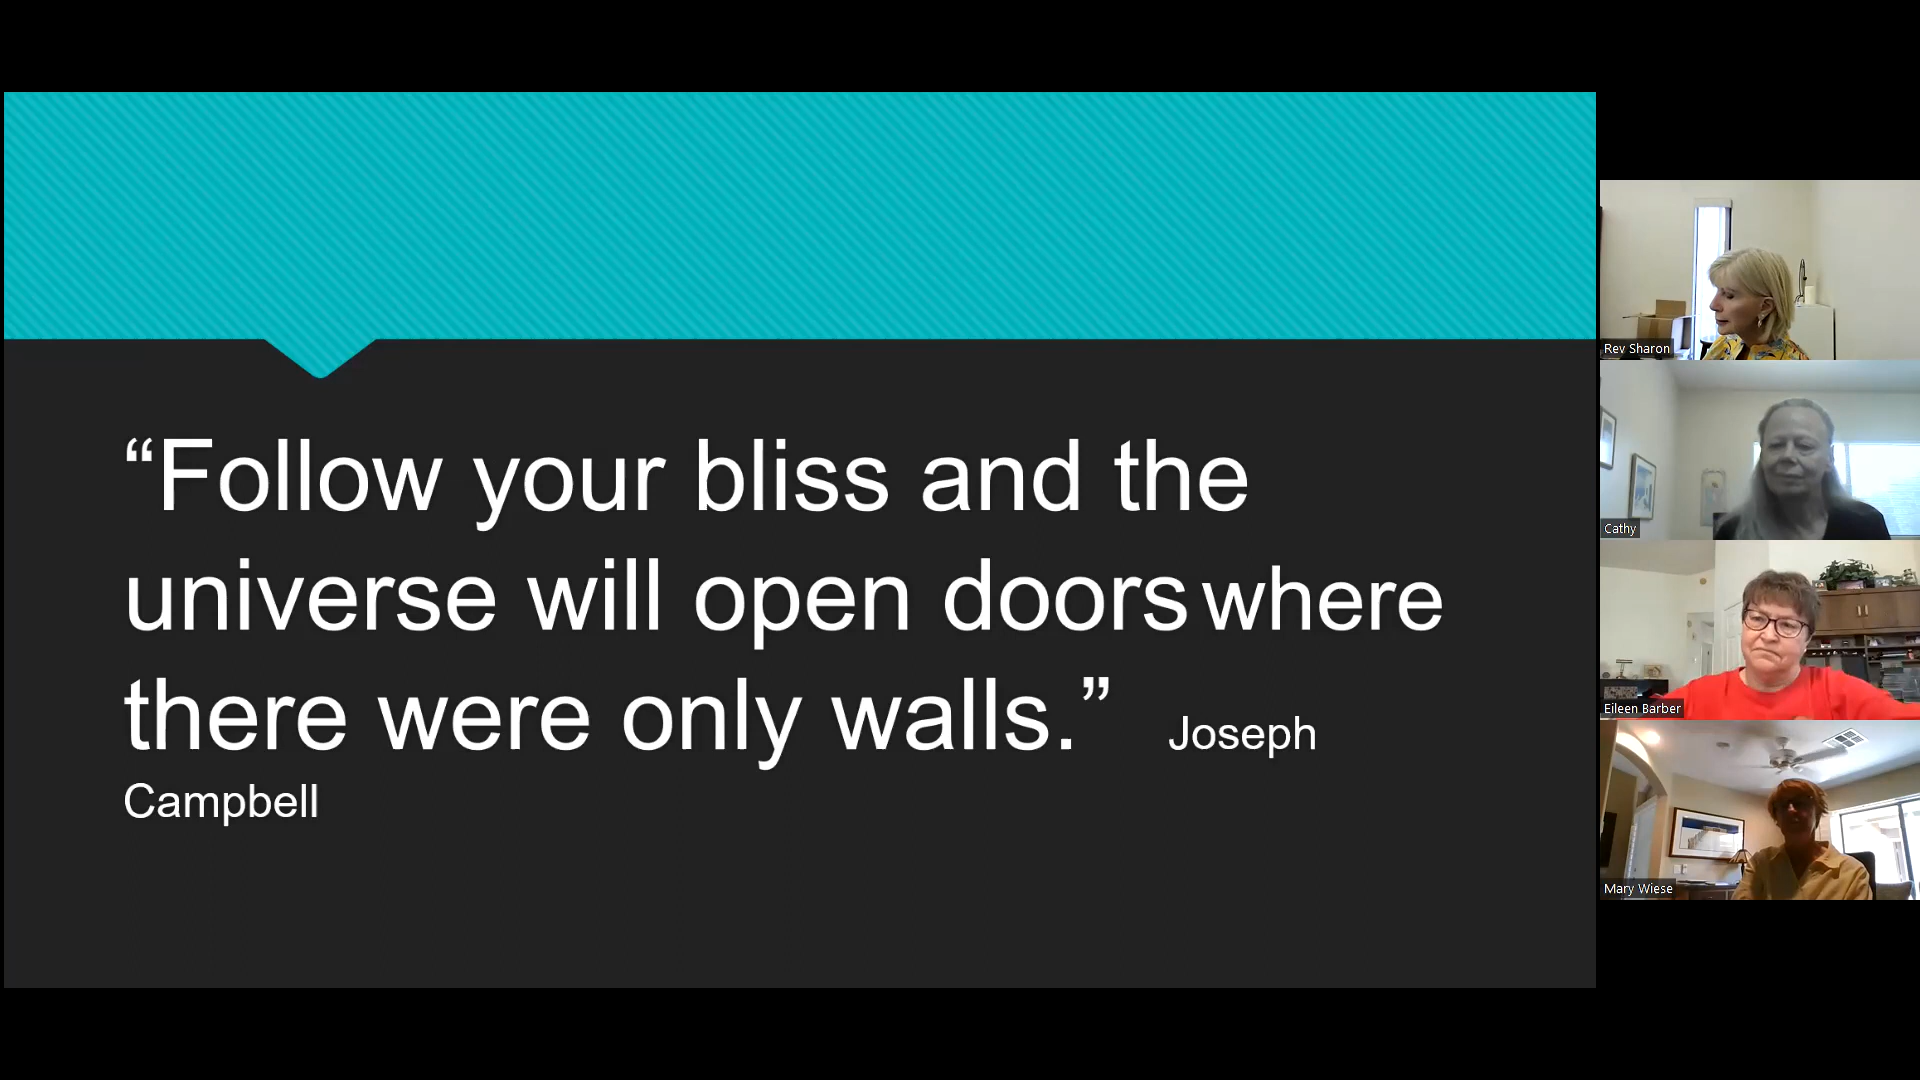 “Follow your bliss and the
universe will open doors where
there were only walls.” Joseph
Campbell
Rev Sharon
Cathy
Eileen Barber
Mary Wiese